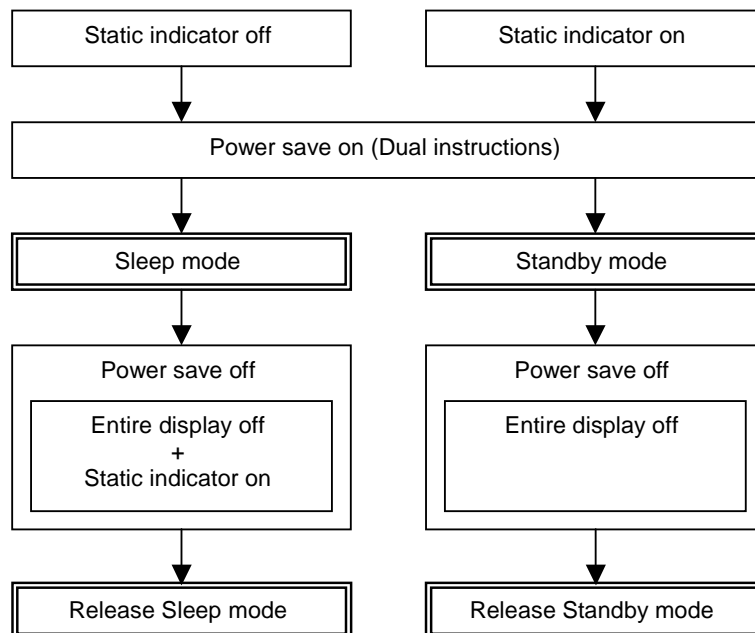 Static indicator off
Static indicator on
Power save on (Dual instructions)
Sleep mode
Standby mode
Power save off
Entire display off
+
Static indicator on
Power save off
Entire display off
Release Sleep mode
Release Standby mode